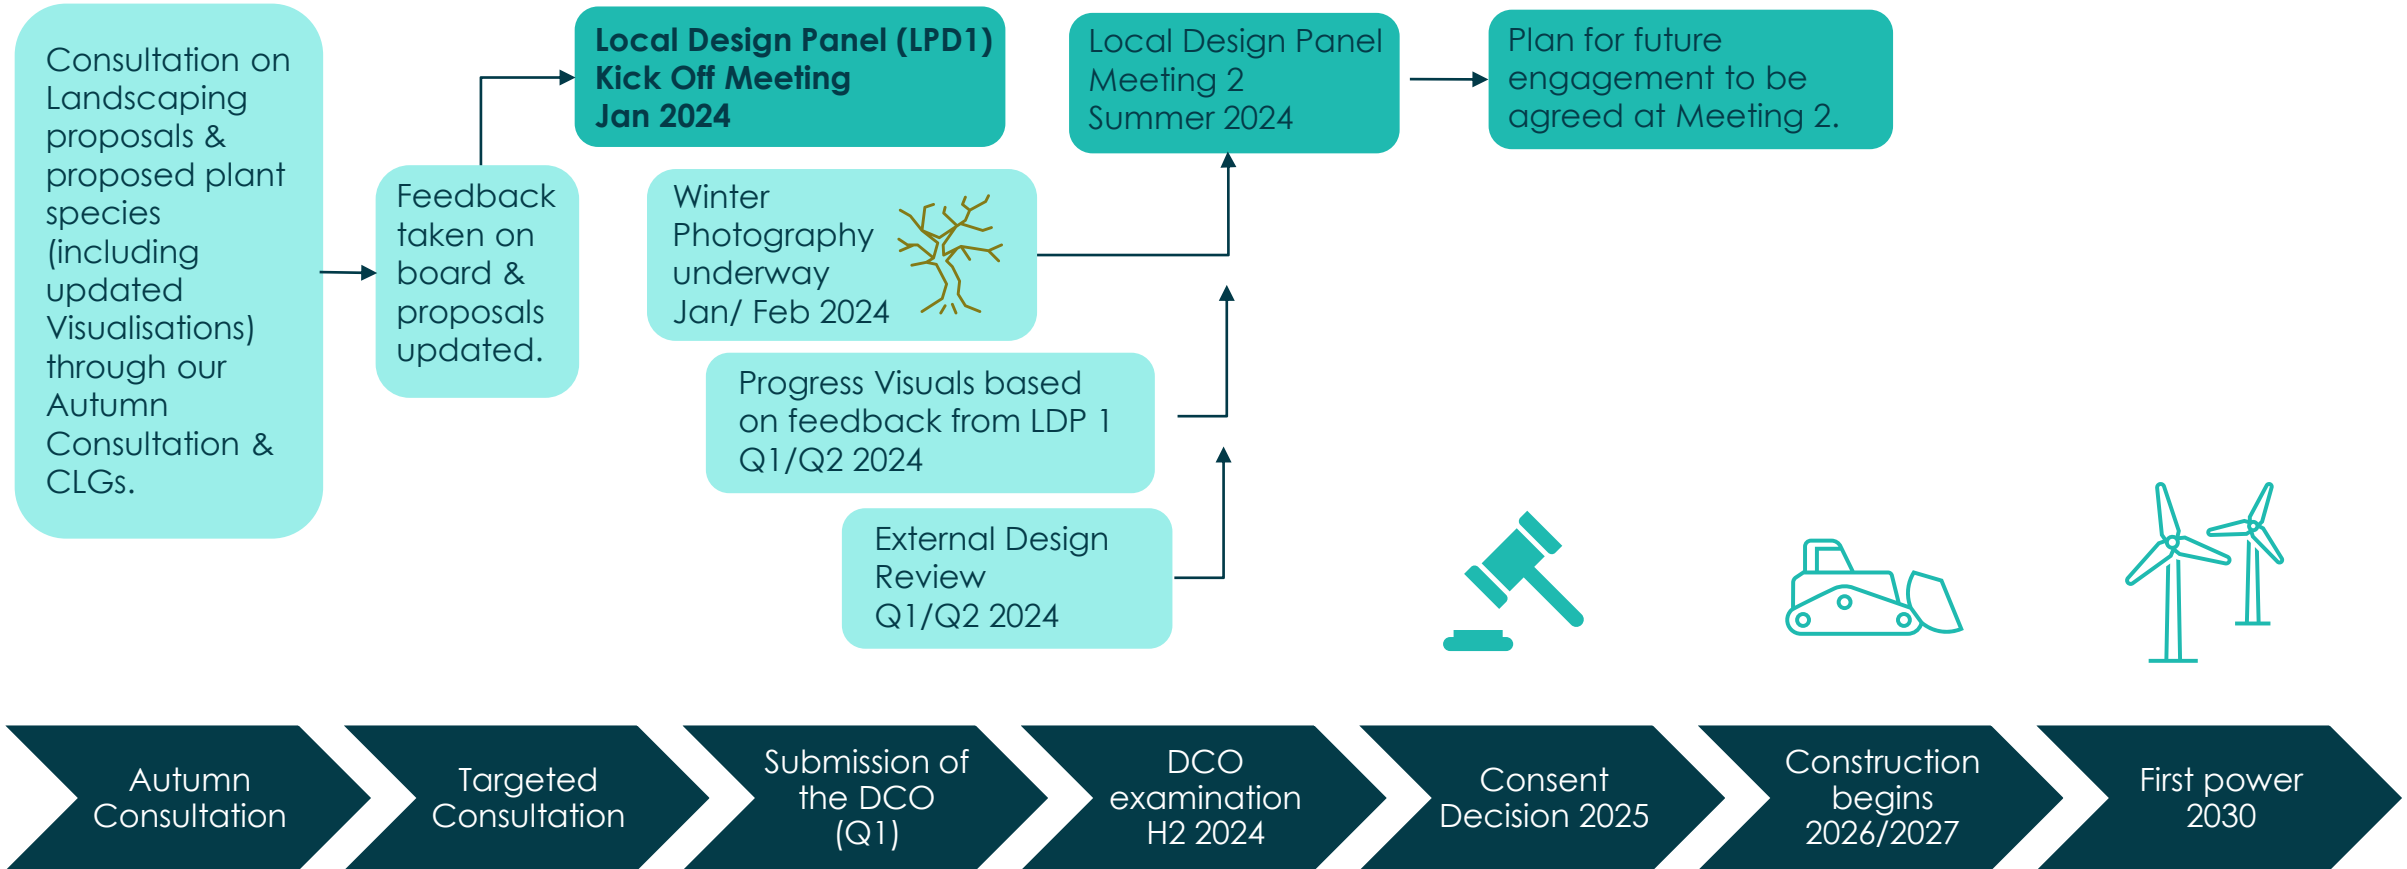 Consultation on
Landscaping
proposals &
proposed plant
species
(including
updated
Visualisations)
through our
Autumn
Consultation &
CLGs.
Feedback
taken on
board &
proposals
updated.
Local Design Panel (LPD1)
Kick Off Meeting
Jan 2024
Winter
Photography
underway
Jan/ Feb 2024
Progress Visuals based
on feedback from LDP 1
Q1/Q2 2024
External Design
Review
Q1/Q2 2024
Local Design Panel
Meeting 2
Summer 2024
Plan for future
engagement to be
agreed at Meeting 2.
Autumn
Consultation
Targeted
Consultation
Submission of
the DCO
(Q1)
DCO
examination
H2 2024
Consent
Decision 2025
Construction
begins
2026/2027
First power
2030